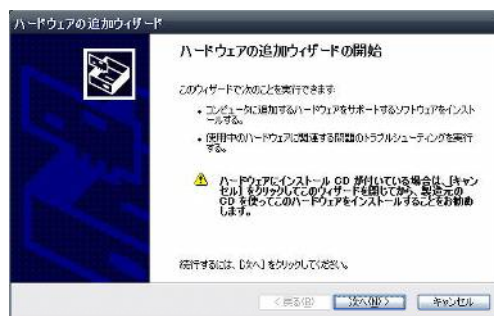 ハードウェアの追加ウィザード
ハードウェアの追加ウィザードの開始
このウィザードで次のことを実行できます:
• コンピュータに追加するハードウェアをサポートするソフトウェアをインスト
ールする。
• 使用中のハードウェアに関連する問題のトラブルシューティングを実行
する。
ハードウェアにインストール CD が付いている場合は、[キャン
セル] をクリックしてこのウィザードを閉じてから、製造元の
CD を使ってこのハードウェアをインストールすることをお勧め
します。
続行するには、[次へ] をクリックしてください。
< 戻る(B) 次へ(N) > キャンセル